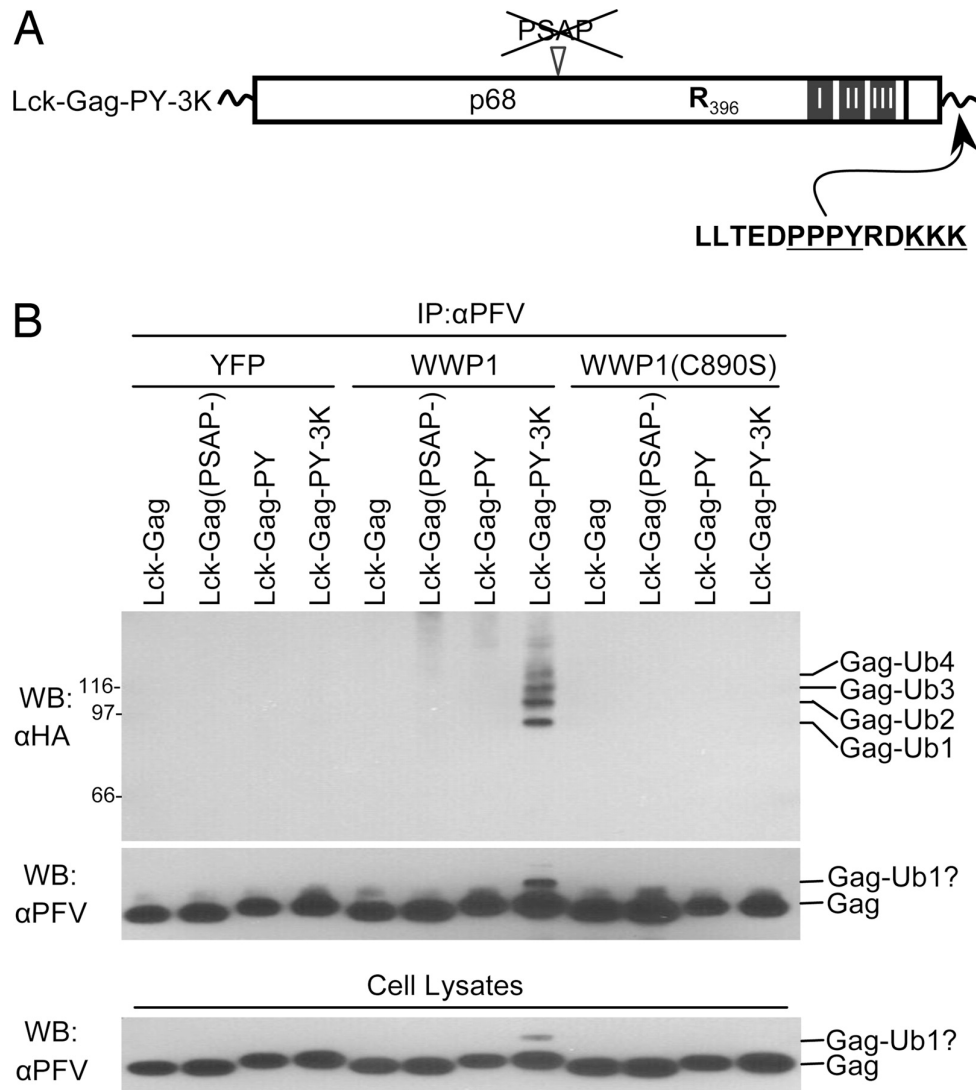 A
PSAP
Lck-Gag-PY-3K
p68
R396
I II III
LLTEDPPPYRDKKK
B
IP:αPFV
YFP WWP1 WWP1(C890S)
Lck-Gag
Lck-Gag(PSAP-)
Lck-Gag-PY
Lck-Gag-PY-3K
Lck-Gag
Lck-Gag(PSAP-)
Lck-Gag-PY
Lck-Gag-PY-3K
Lck-Gag
Lck-Gag(PSAP-)
Lck-Gag-PY
Lck-Gag-PY-3K
WB:
αHA
116-
97-
66-
Gag-Ub4
Gag-Ub3
Gag-Ub2
Gag-Ub1
WB:
αPFV
Gag-Ub1?
Gag
Cell Lysates
WB:
αPFV
Gag-Ub1?
Gag